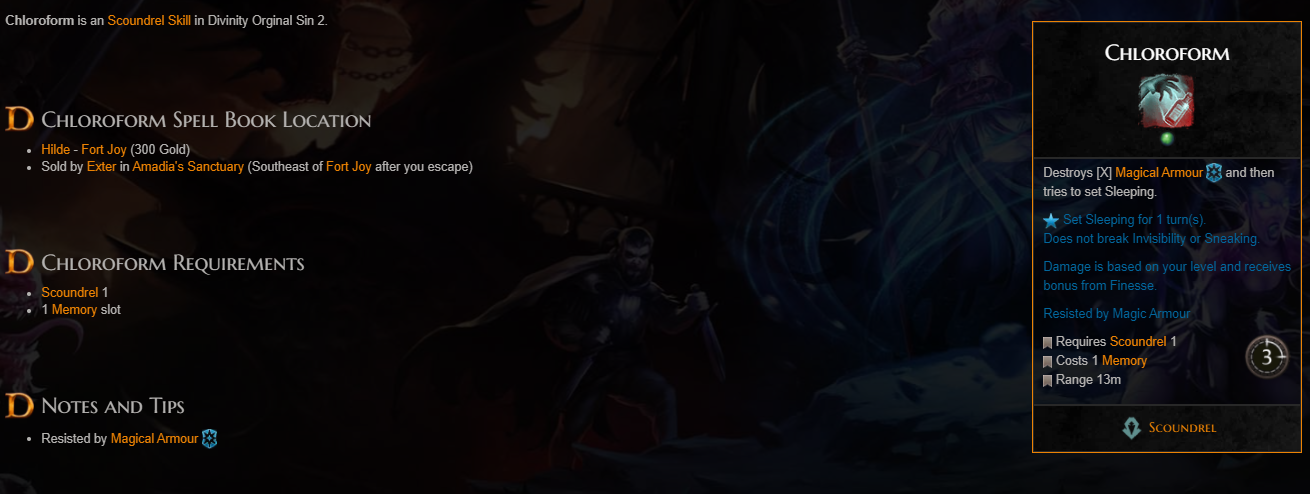 Chloroform is an Scoundrel Skill in Divinity Orginal Sin 2.
Chloroform Spell Book Location
Hilde - Fort Joy (300 Gold)
Sold by Exter in Amadia's Sanctuary (Southeast of Fort Joy after you escape)
Chloroform Requirements
Scoundrel 1
1 Memory slot
Notes and Tips
Resisted by Magical Armour
Chloroform
Destroys [X] Magical Armour and then
tries to set Sleeping.
Set Sleeping for 1 turn(s).
Does not break Invisibility or Sneaking.
Damage is based on your level and receives
bonus from Finesse.
Resisted by Magic Armour
Requires Scoundrel 1
Costs 1 Memory
Range 13m
3
Scoundrel